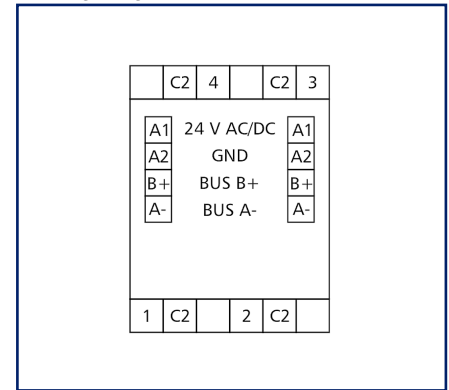 C2 4 C2 3
A1 24 V AC/DC A1
A2 GND A2
B+ BUS B+ B+
A- BUS A- A-
1 C2 2 C2